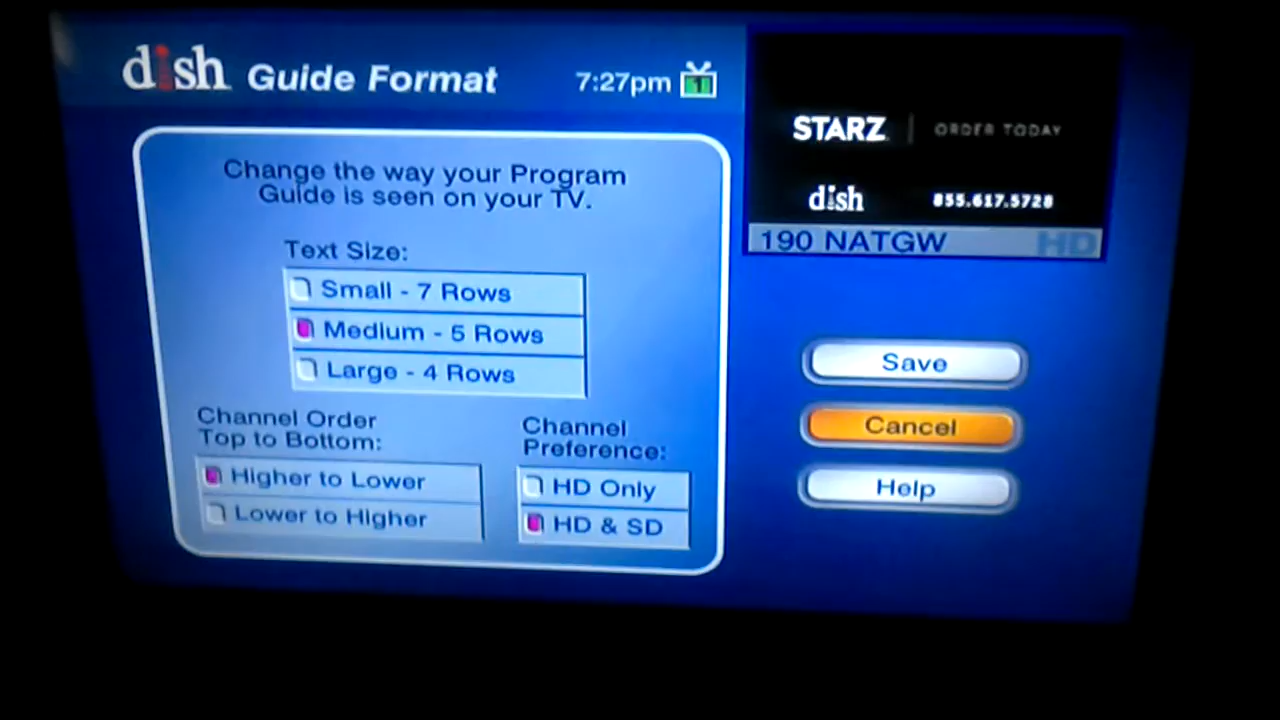 dish Guide Format 7:27pm 1
Change the way your Program
Guide is seen on your TV.
Text Size:
Small - 7 Rows
Medium - 5 Rows
Large - 4 Rows
Channel Order
Top to Bottom:
Higher to Lower
Lower to Higher
Channel
Preference:
HD Only
HD & SD
STARZ | ORDER TODAY
dish 855.617.5728
190 NATGW HD
Save
Cancel
Help